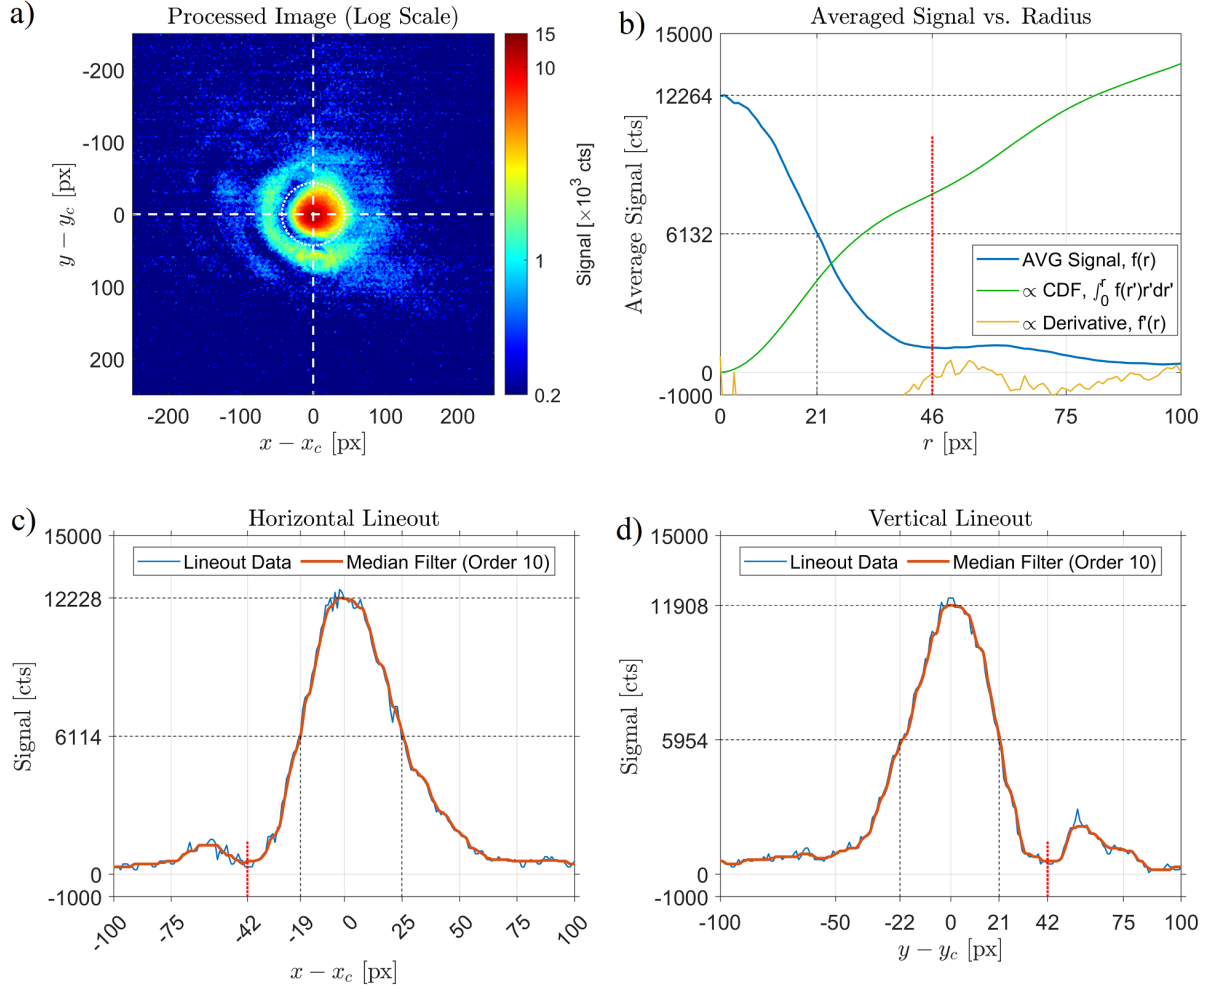 a)
Processed Image (Log Scale)
-200
-100
0
100
200
y − y_c [px]
-200
-100
0
100
200
x − x_c [px]
15
10
1
0.2
Signal [×10³ cts]
b)
Averaged Signal vs. Radius
15000
12264
6132
0
-1000
Average Signal [cts]
AVG Signal, f(r)
∝ CDF, ∫₀ʳ f(r')r'dr'
∝ Derivative, f'(r)
0
21
46
75
100
r [px]
c)
Horizontal Lineout
15000
12228
6114
0
-1000
Signal [cts]
Lineout Data
Median Filter (Order 10)
-100
-75
-42
-19
0
25
50
75
100
x − x_c [px]
d)
Vertical Lineout
15000
11908
5954
0
-1000
Sigmal [cts]
Lineout Data
Median Filter (Order 10)
-100
-75
-22
0
21
42
75
100
y − y_c [px]